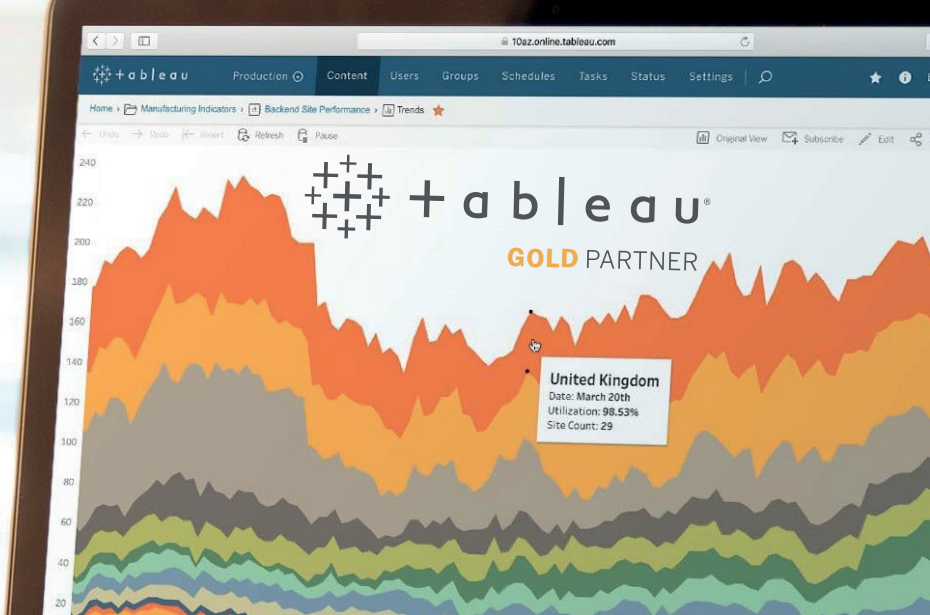 10az.online.tableau.com
tableau Production Content Users Groups Schedules Tasks Status Settings
Home › Manufacturing Indicators › Backend Site Performance › Trends
Undo Redo Revert Refresh Pause Original View Subscribe Edit
240
220
200
180
160
140
120
100
80
60
40
20
tableau®
GOLD PARTNER
United Kingdom
Date: March 20th
Utilization: 98.53%
Site Count: 29